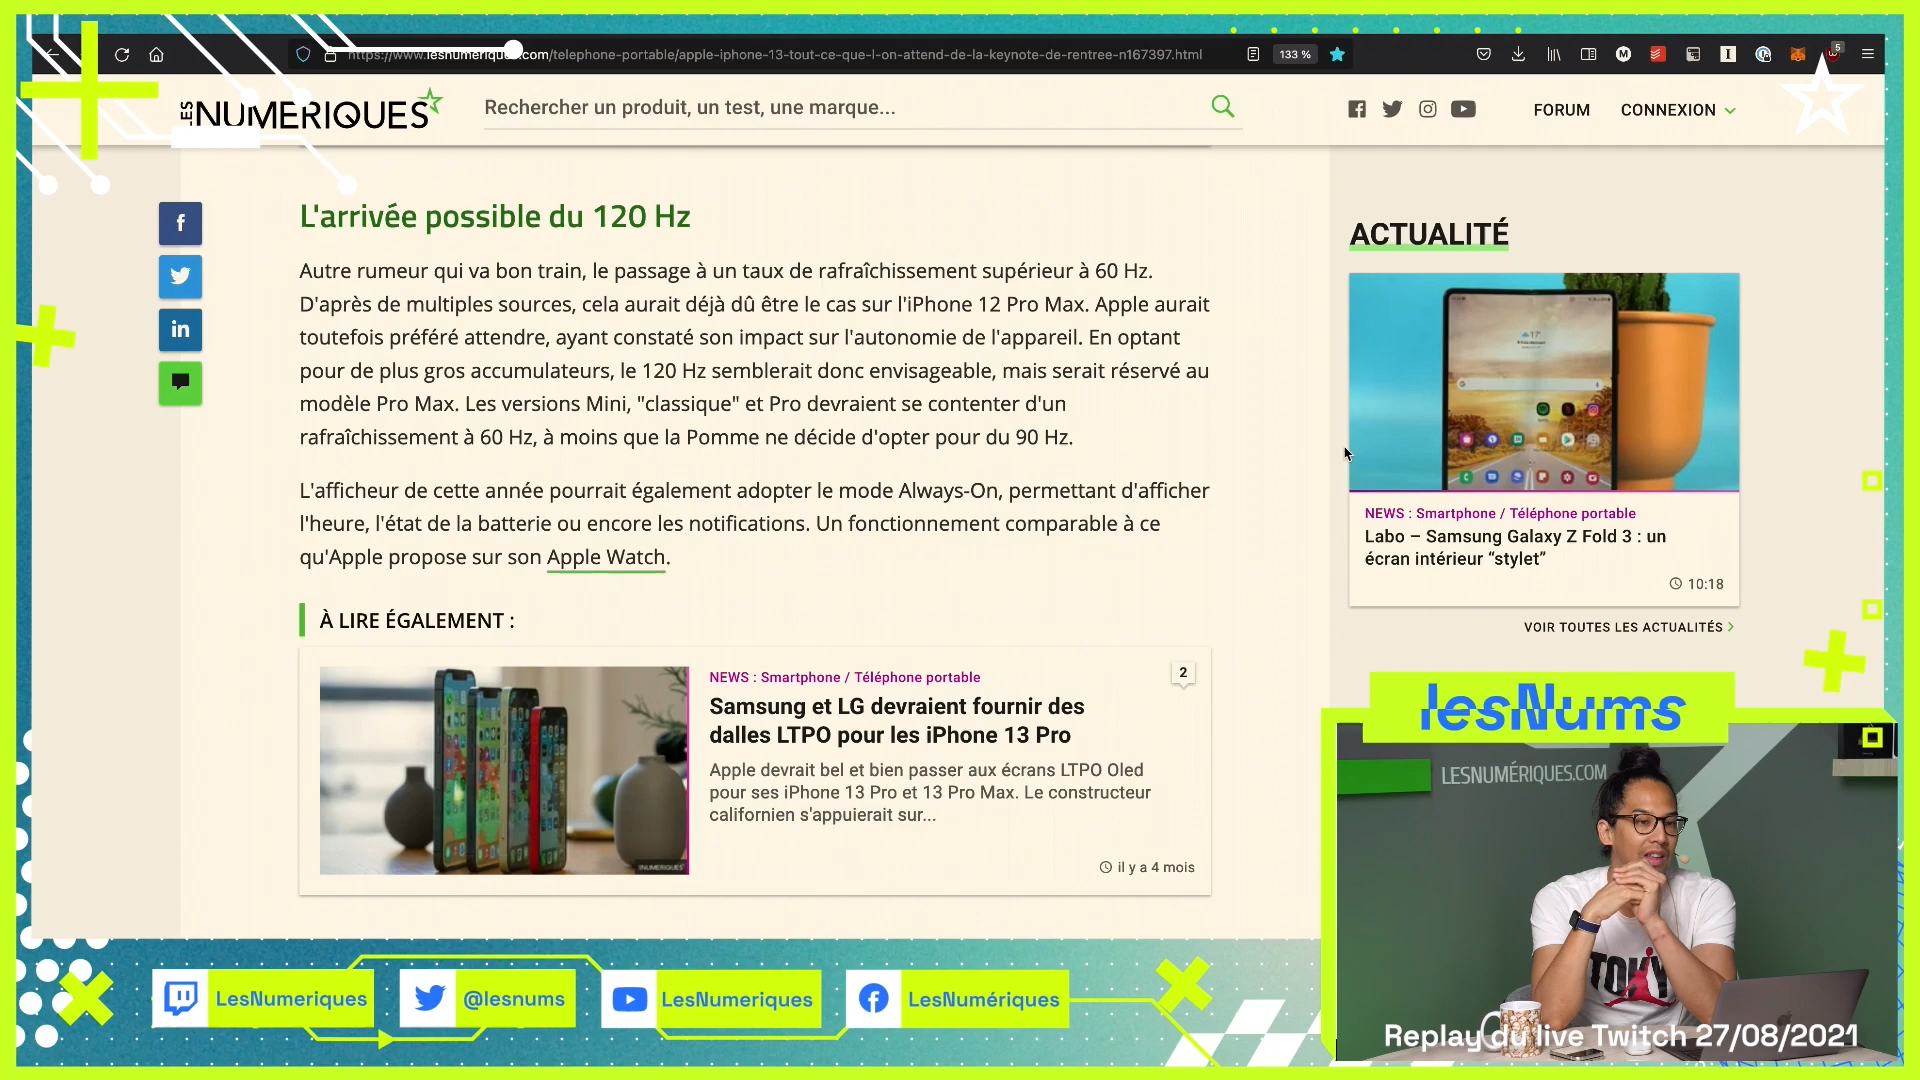 https://www.lesnumeriques.com/telephone-portable/apple-iphone-13-tout-ce-que-l-on-attend-de-la-keynote-de-rentree-n167397.html
133 %
5
LES NUMERIQUES
Rechercher un produit, un test, une marque...
FORUM
CONNEXION
L'arrivée possible du 120 Hz
Autre rumeur qui va bon train, le passage à un taux de rafraîchissement supérieur à 60 Hz.
D'après de multiples sources, cela aurait déjà dû être le cas sur l'iPhone 12 Pro Max. Apple aurait
toutefois préféré attendre, ayant constaté son impact sur l'autonomie de l'appareil. En optant
pour de plus gros accumulateurs, le 120 Hz semblerait donc envisageable, mais serait réservé au
modèle Pro Max. Les versions Mini, "classique" et Pro devraient se contenter d'un
rafraîchissement à 60 Hz, à moins que la Pomme ne décide d'opter pour du 90 Hz.
L'afficheur de cette année pourrait également adopter le mode Always-On, permettant d'afficher
l'heure, l'état de la batterie ou encore les notifications. Un fonctionnement comparable à ce
qu'Apple propose sur son Apple Watch.
À LIRE ÉGALEMENT :
NEWS : Smartphone / Téléphone portable
2
Samsung et LG devraient fournir des
dalles LTPO pour les iPhone 13 Pro
Apple devrait bel et bien passer aux écrans LTPO Oled
pour ses iPhone 13 Pro et 13 Pro Max. Le constructeur
californien s'appuierait sur...
il y a 4 mois
ACTUALITÉ
NEWS : Smartphone / Téléphone portable
Labo – Samsung Galaxy Z Fold 3 : un
écran intérieur “stylet”
10:18
VOIR TOUTES LES ACTUALITÉS
lesNums
LESNUMÉRIQUES.COM
LesNumeriques
@lesnums
LesNumeriques
LesNumériques
Replay du live Twitch 27/08/2021